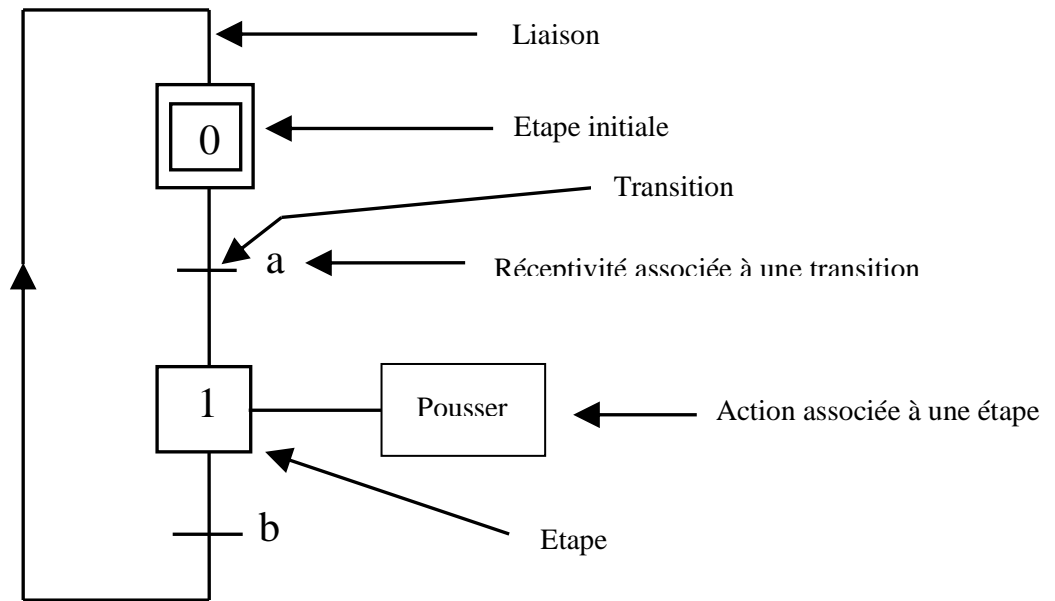 Liaison
0
Etape initiale
Transition
a
Réceptivité associée à une transition
1
Pousser
Action associée à une étape
b
Etape